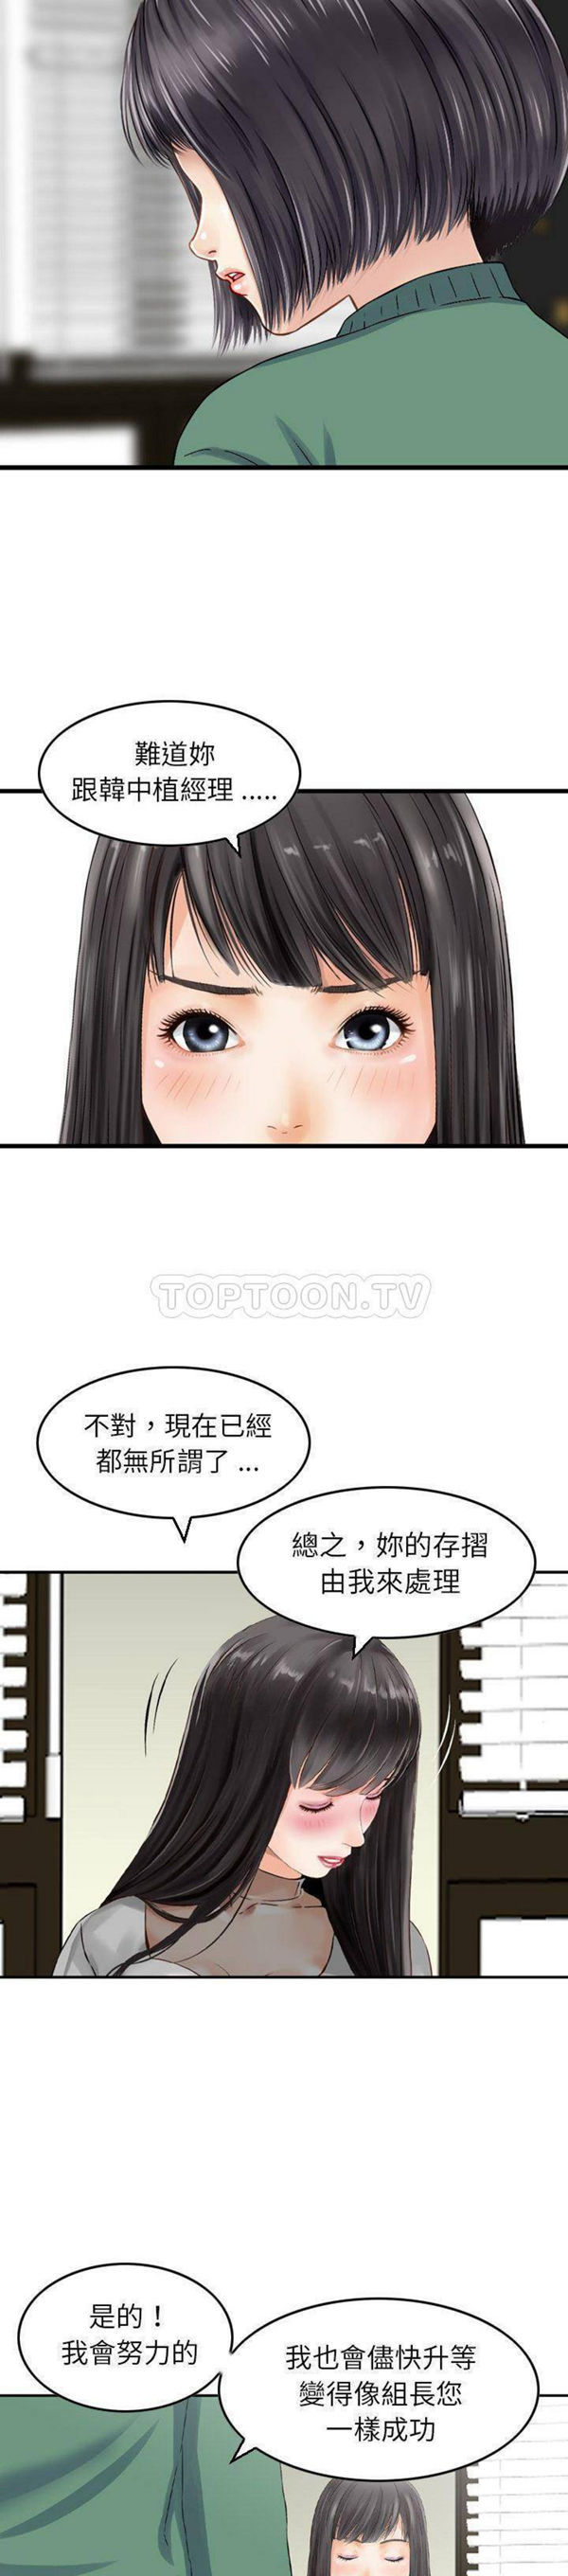 難道妳
跟韓中植經理 .....
TOPTOON.TV
不對，現在已經
都無所謂了 ...
總之，妳的存摺
由我來處理
是的！
我會努力的
我也會儘快升等
變得像組長您
一樣成功